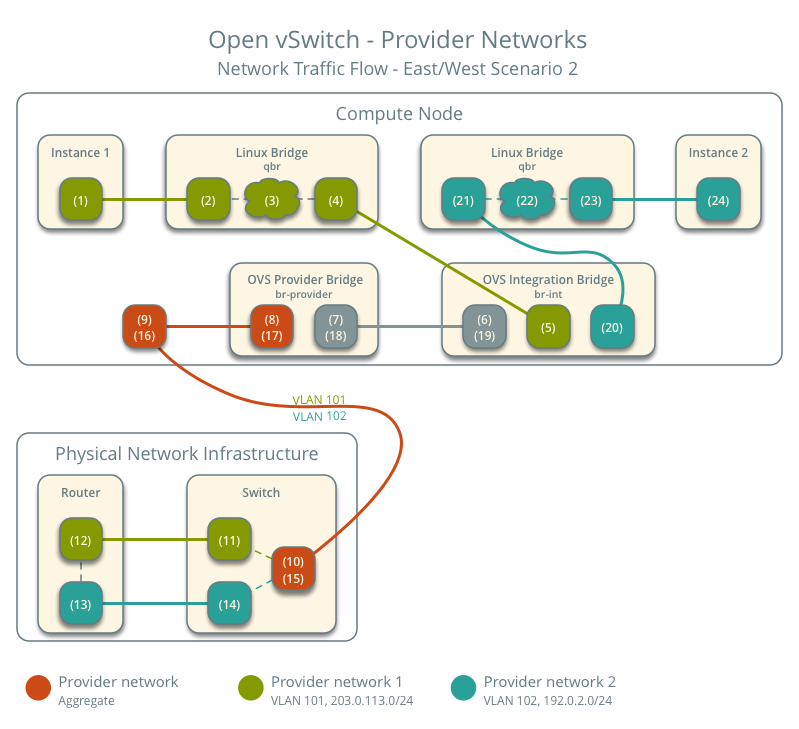 Open vSwitch - Provider Networks
Network Traffic Flow - East/West Scenario 2
Compute Node
Instance 1
Linux Bridge
qbr
Linux Bridge
qbr
Instance 2
(1)
(2)
(3)
(4)
(21)
(22)
(23)
(24)
OVS Provider Bridge
br-provider
OVS Integration Bridge
br-int
(9)
(16)
(8)
(17)
(7)
(18)
(6)
(19)
(5)
(20)
VLAN 101
VLAN 102
Physical Network Infrastructure
Router
Switch
(12)
(11)
(10)
(15)
(13)
(14)
Provider network
Aggregate
Provider network 1
VLAN 101, 203.0.113.0/24
Provider network 2
VLAN 102, 192.0.2.0/24